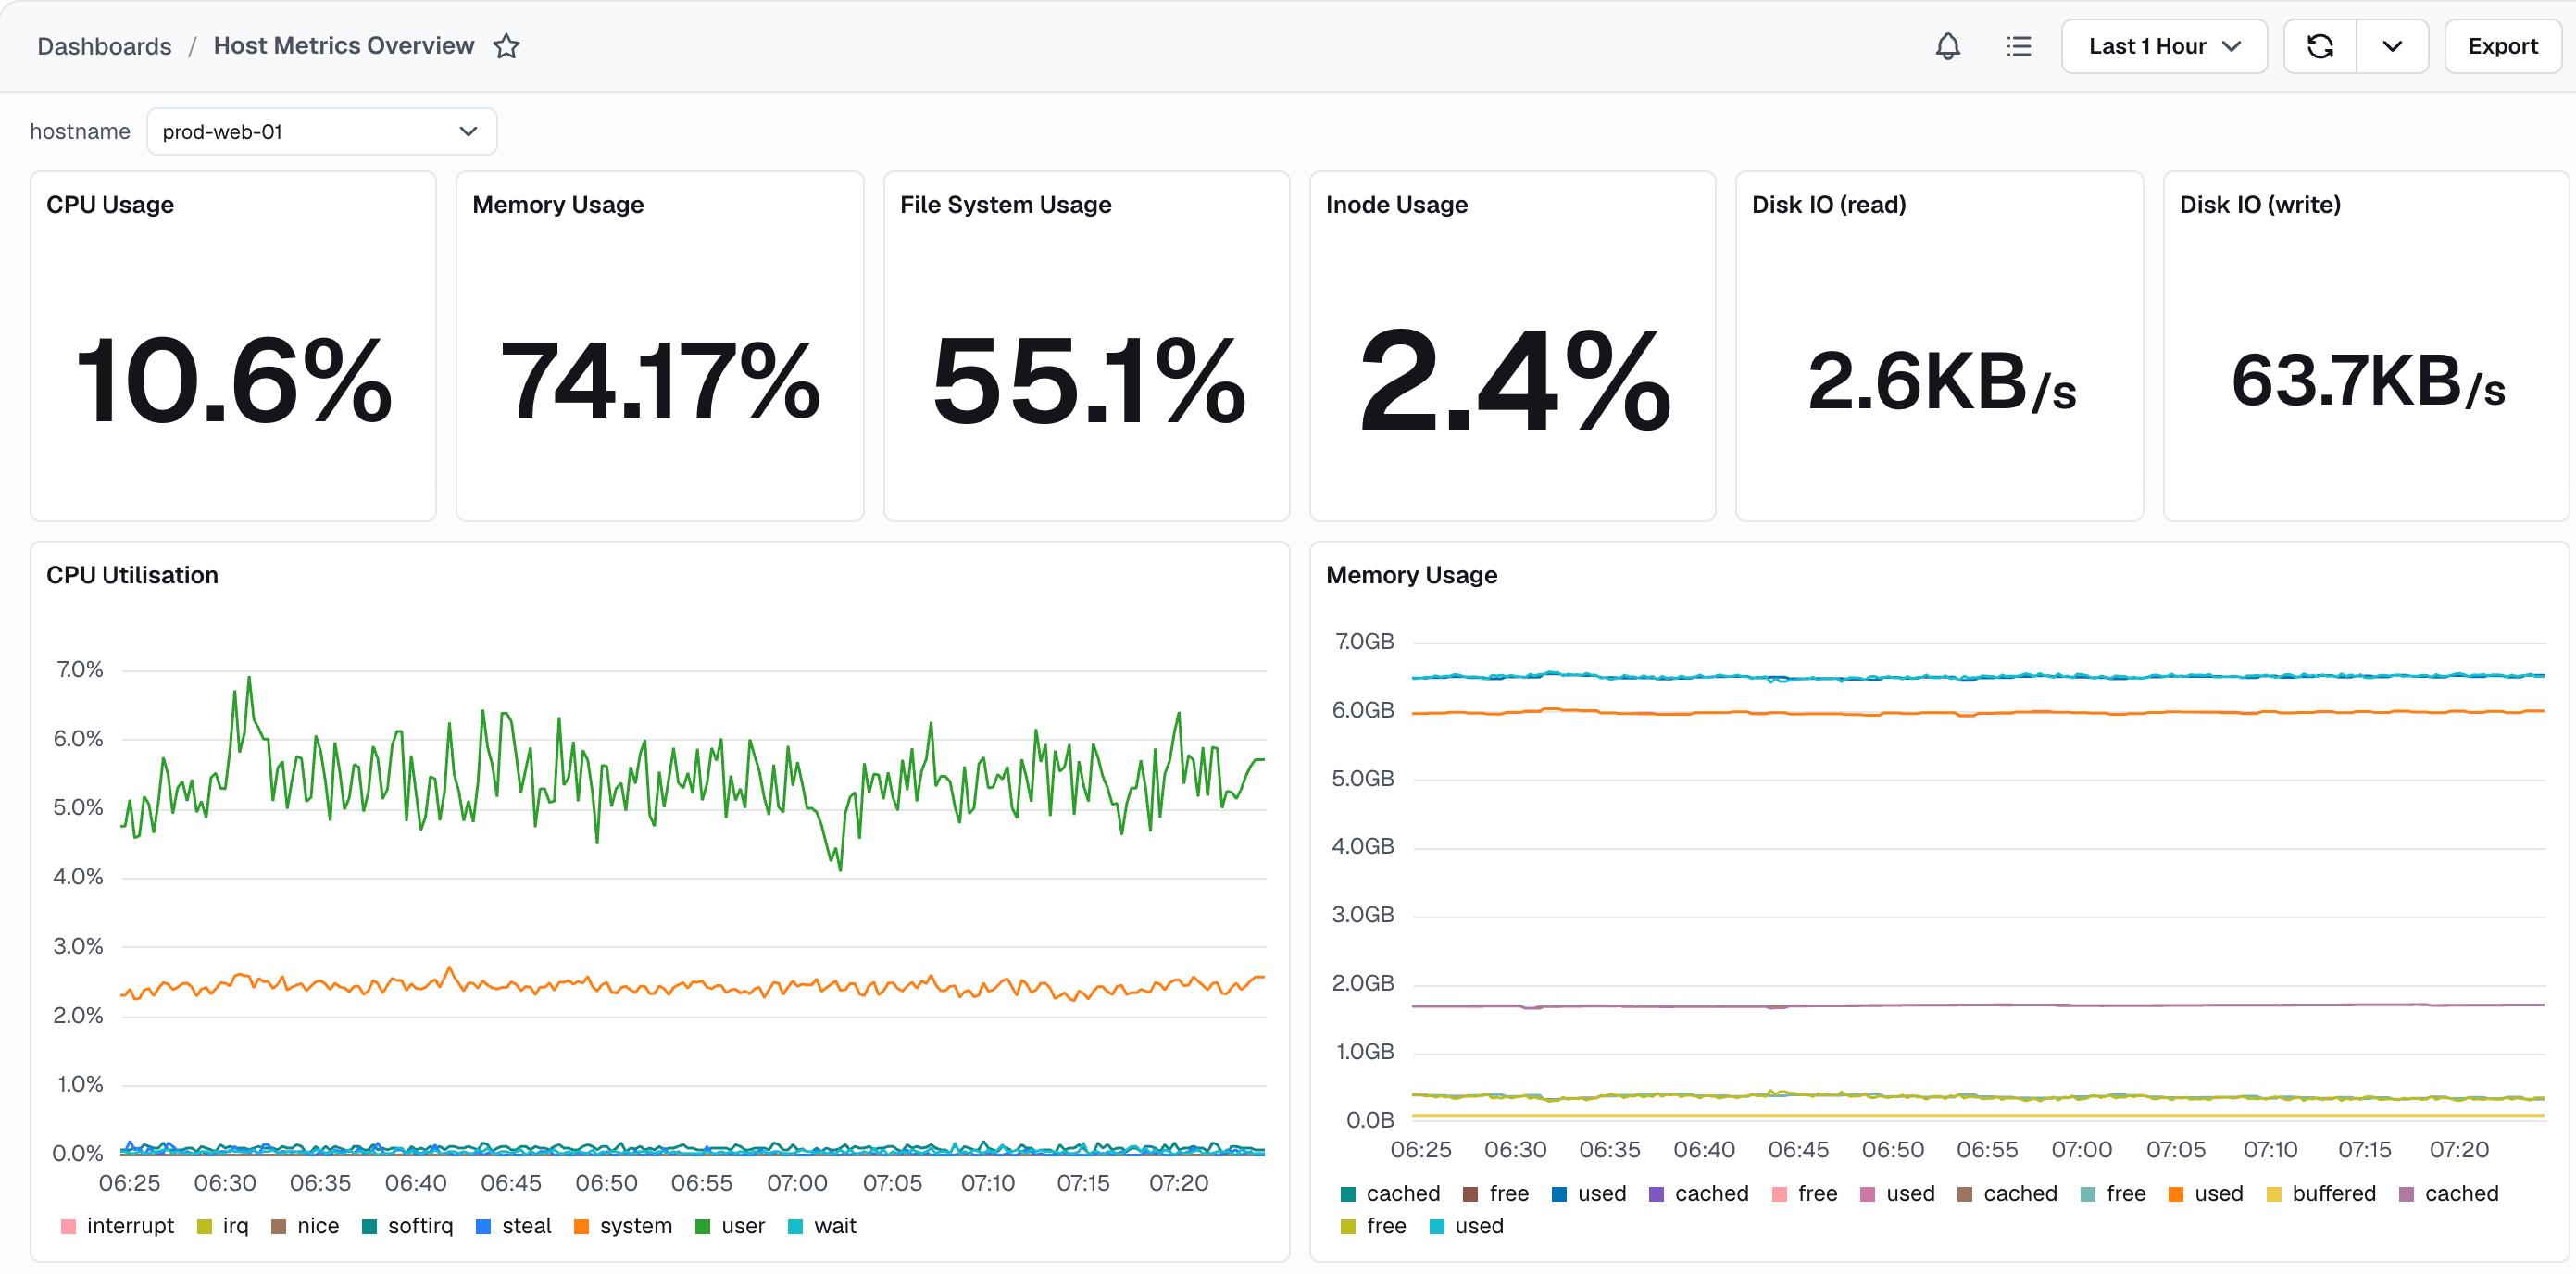 Dashboards / Host Metrics Overview
Last 1 Hour
Export
hostname
prod-web-01
CPU Usage
10.6%
Memory Usage
74.17%
File System Usage
55.1%
Inode Usage
2.4%
Disk IO (read)
2.6KB/s
Disk IO (write)
63.7KB/s
CPU Utilisation
7.0%
6.0%
5.0%
4.0%
3.0%
2.0%
1.0%
0.0%
06:25 06:30 06:35 06:40 06:45 06:50 06:55 07:00 07:05 07:10 07:15 07:20
interrupt irq nice softirq steal system user wait
Memory Usage
7.0GB
6.0GB
5.0GB
4.0GB
3.0GB
2.0GB
1.0GB
0.0B
06:25 06:30 06:35 06:40 06:45 06:50 06:55 07:00 07:05 07:10 07:15 07:20
cached free used cached free used cached free used buffered cached
free used